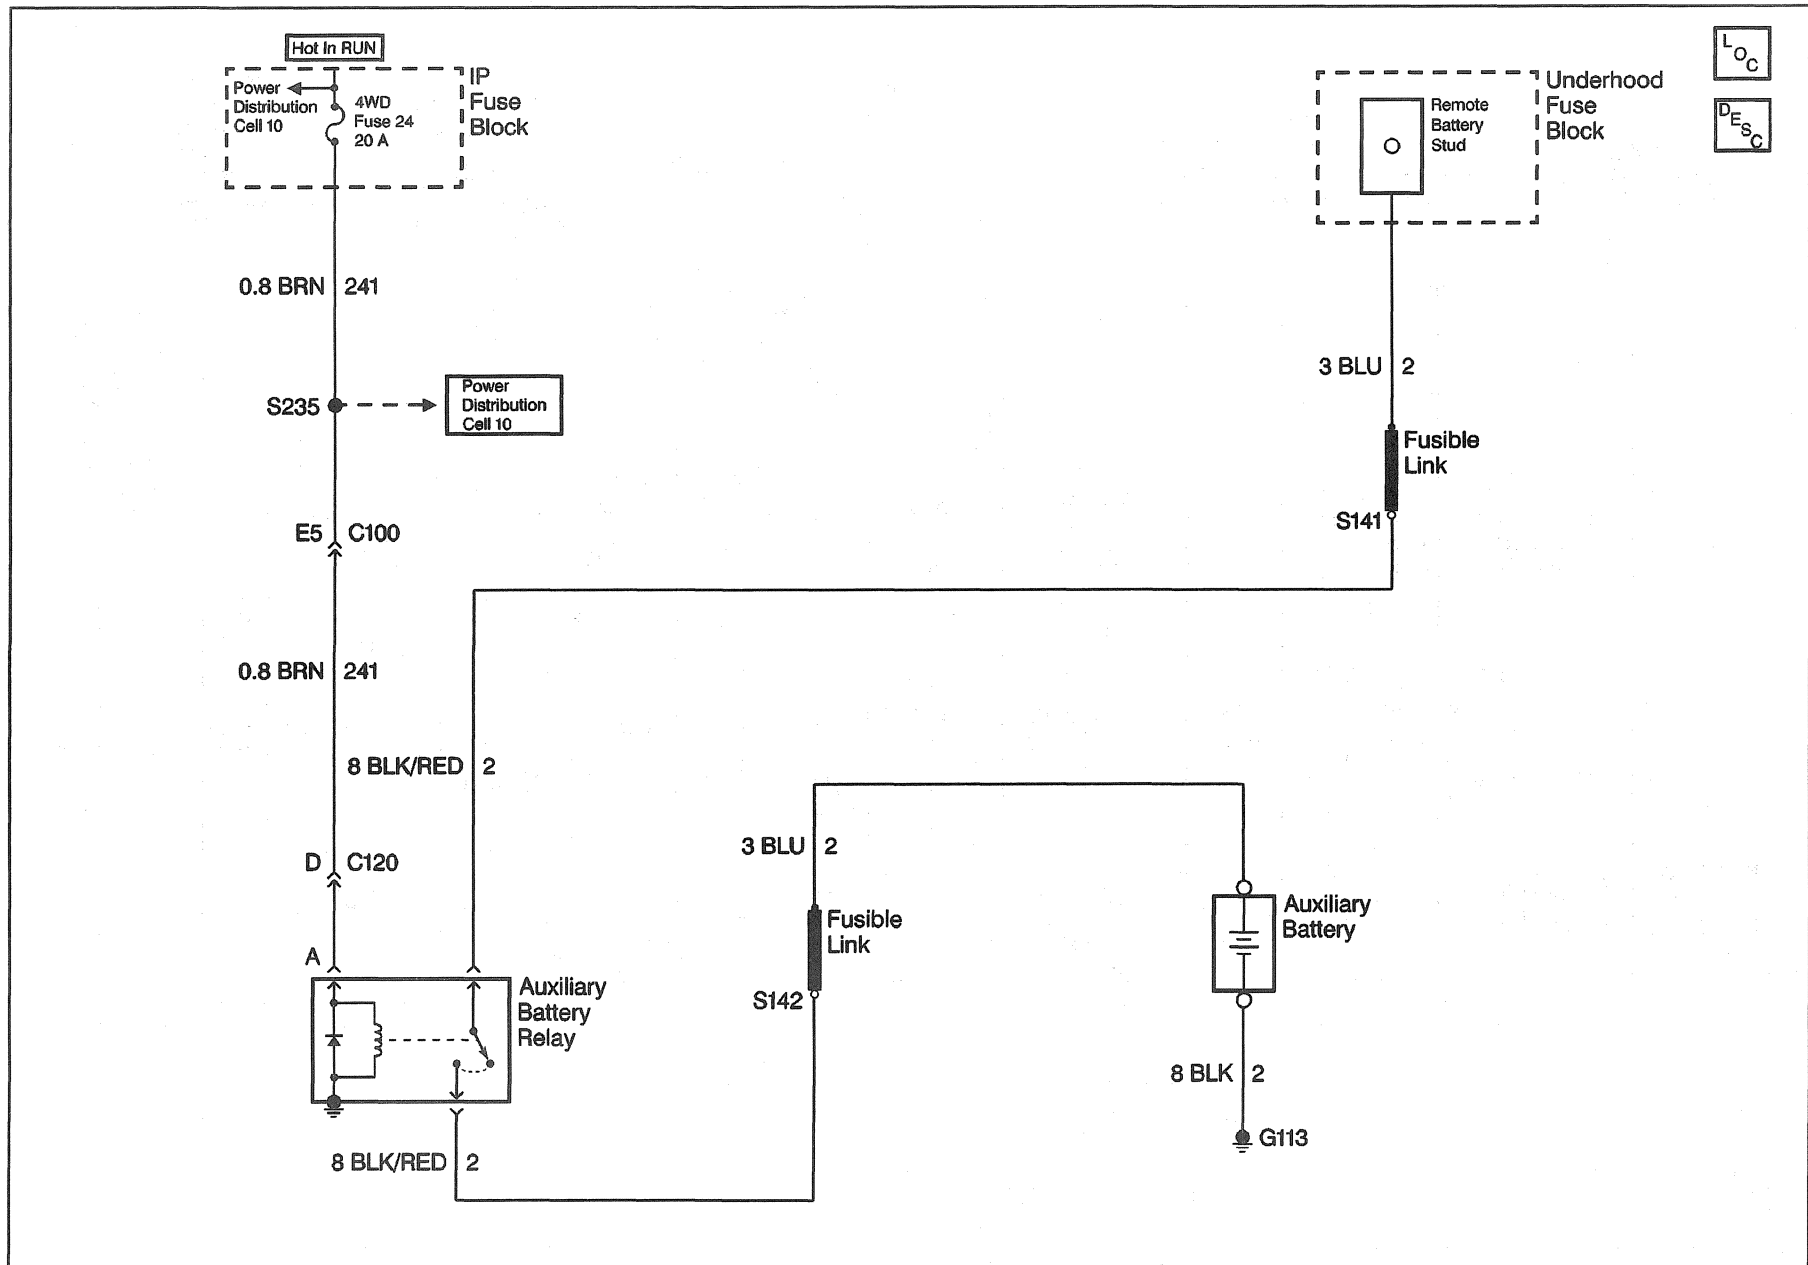 Hot In RUN
Power
Distribution
Cell 10
4WD
Fuse 24
20 A
IP
Fuse
Block
Remote
Battery
Stud
Underhood
Fuse
Block
LOC
DESC
0.8 BRN 241
3 BLU 2
S235
Power
Distribution
Cell 10
Fusible
Link
S141
E5 C100
0.8 BRN 241
8 BLK/RED 2
3 BLU 2
D C120
Fusible
Link
S142
Auxiliary
Battery
A
Auxiliary
Battery
Relay
8 BLK 2
G113
8 BLK/RED 2